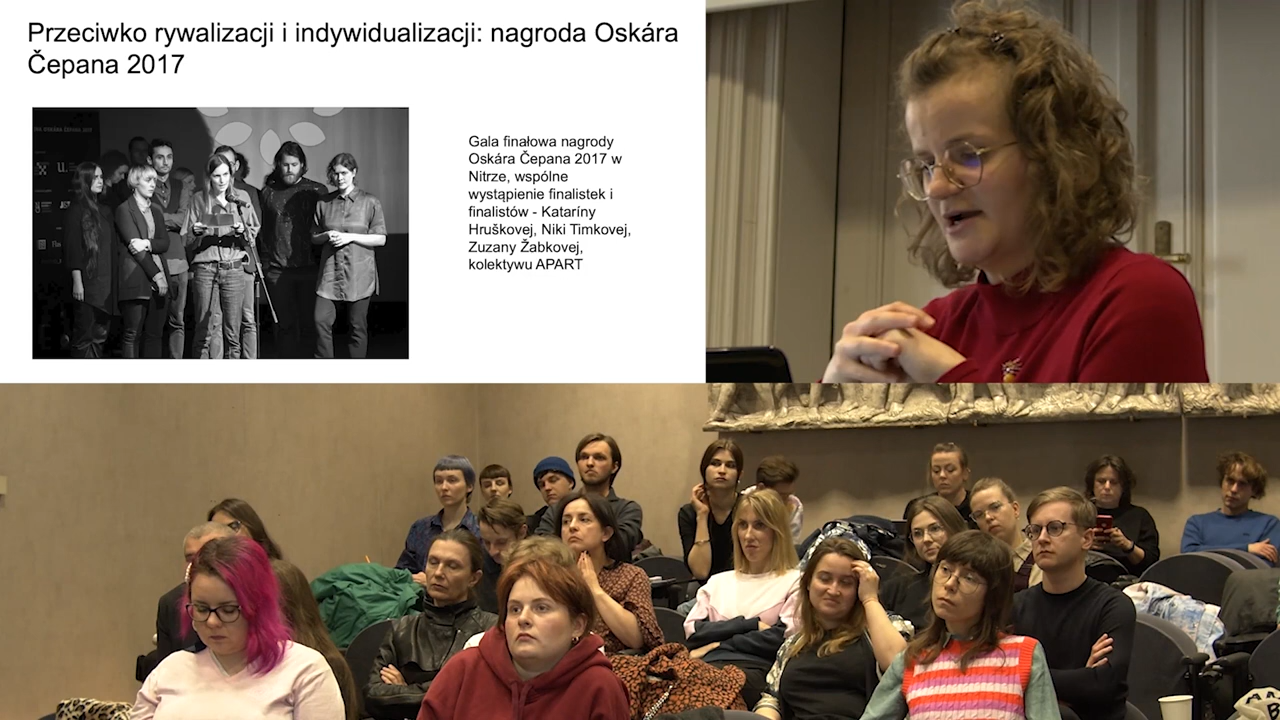 Przeciwko rywalizacji i indywidualizacji: nagroda Oskára
Čepana 2017
Gala finałowa nagrody
Oskára Čepana 2017 w
Nitrze, wspólne
wystąpienie finalistek i
finalistów - Kataríny
Hruškovej, Niki Timkovej,
Zuzany Žabkovej,
kolektywu APART